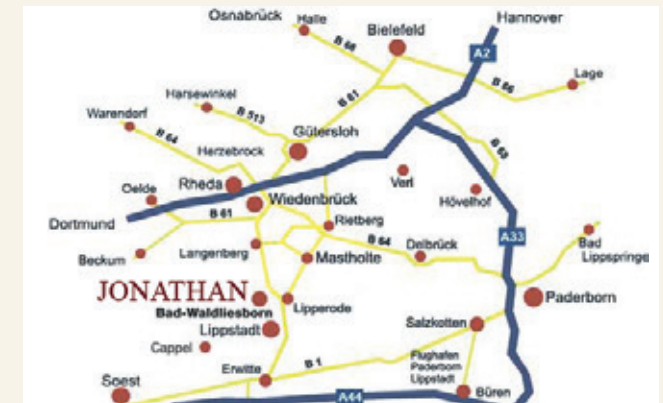 Osnabrück
Halle
Hannover
Bielefeld
B 68
A2
Lage
B 66
Harsewinkel
B 61
B 513
Warendorf
Gütersloh
B 64
Herzebrock
B 68
Rheda
Verl
Oelde
Wiedenbrück
Hövelhof
Dortmund
B 61
Rietberg
A33
B 64
Delbrück
Bad
Lippspringe
Langenberg
Beckum
Mastholte
JONATHAN
Bad-Waldliesborn
Lipperode
Paderborn
Lippstadt
Salzkotten
Cappel
Erwitte
B 1
Flughafen
Paderborn
Lippstadt
Soest
Büren
A44